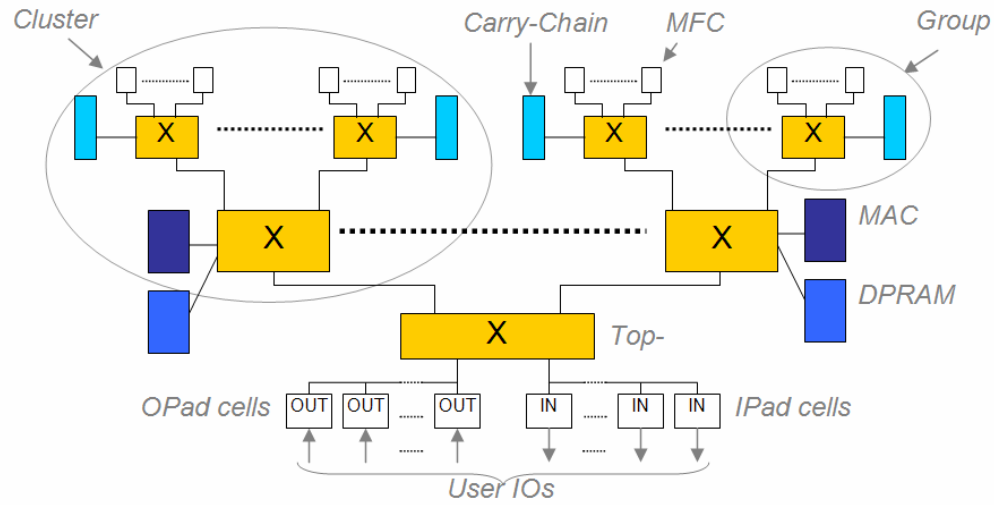 Cluster
Carry-Chain
MFC
Group
X
X
X
X
X
X
MAC
DPRAM
X
Top-
OPad cells
OUT
OUT
OUT
IN
IN
IN
IPad cells
User IOs